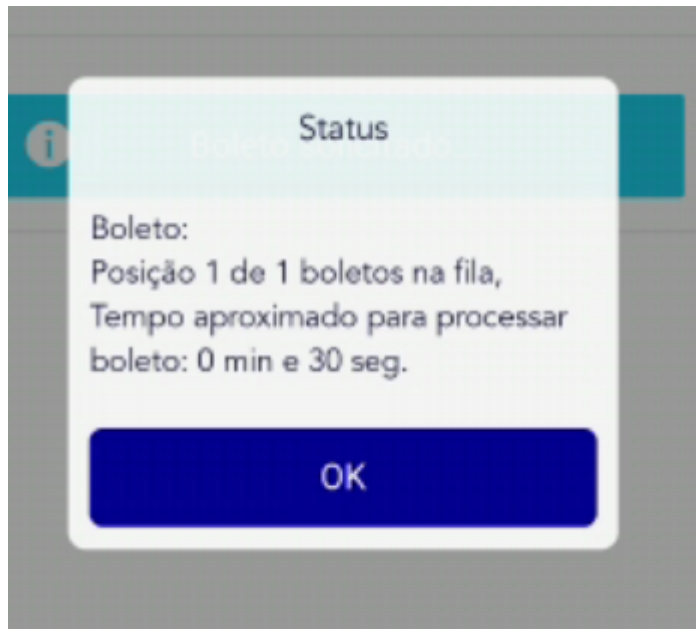 Status
Boleto:
Posição 1 de 1 boletos na fila,
Tempo aproximado para processar
boleto: 0 min e 30 seg.
OK